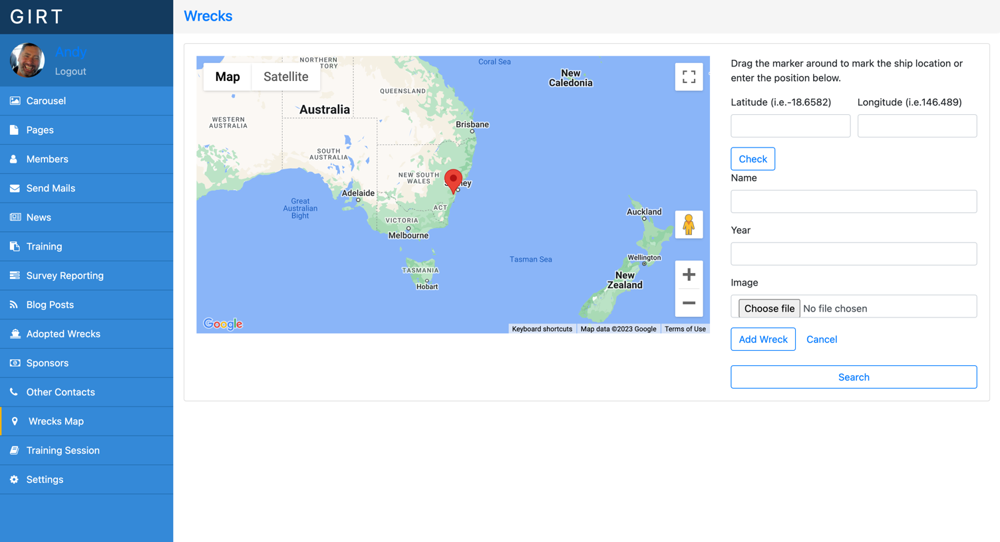 GIRT
Andy
Logout
Carousel
Pages
Members
Send Mails
News
Training
Survey Reporting
Blog Posts
Adopted Wrecks
Sponsors
Other Contacts
Wrecks Map
Training Session
Settings
Wrecks
Map
Satellite
NORTHERN
TORY
Coral Sea
New
Caledonia
QUEENSLAND
Australia
WESTERN
AUSTRALIA
Brisbane
SOUTH
AUSTRALIA
NEW SOUTH
WALES
ney
Adelaide
Great
Australian
Bight
ACT
VICTORIA
Melbourne
Auckland
Tasman Sea
Wellington
TASMANIA
Hobart
New
Zealand
Google
Keyboard shortcuts
Map data ©2023 Google
Terms of Use
Drag the marker around to mark the ship location or
enter the position below.
Latitude (i.e.-18.6582)
Longitude (i.e.146.489)
Check
Name
Year
Image
Choose file No file chosen
Add Wreck
Cancel
Search